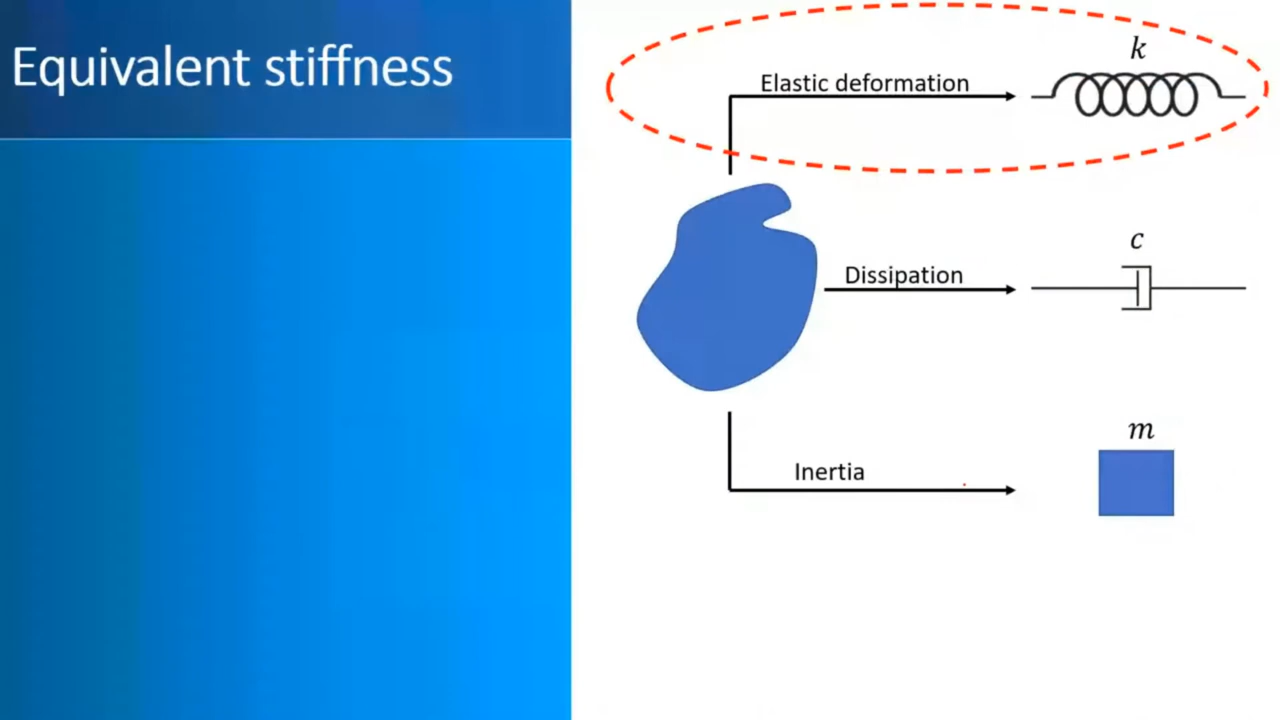 Equivalent stiffness
k
Elastic deformation
c
Dissipation
m
Inertia